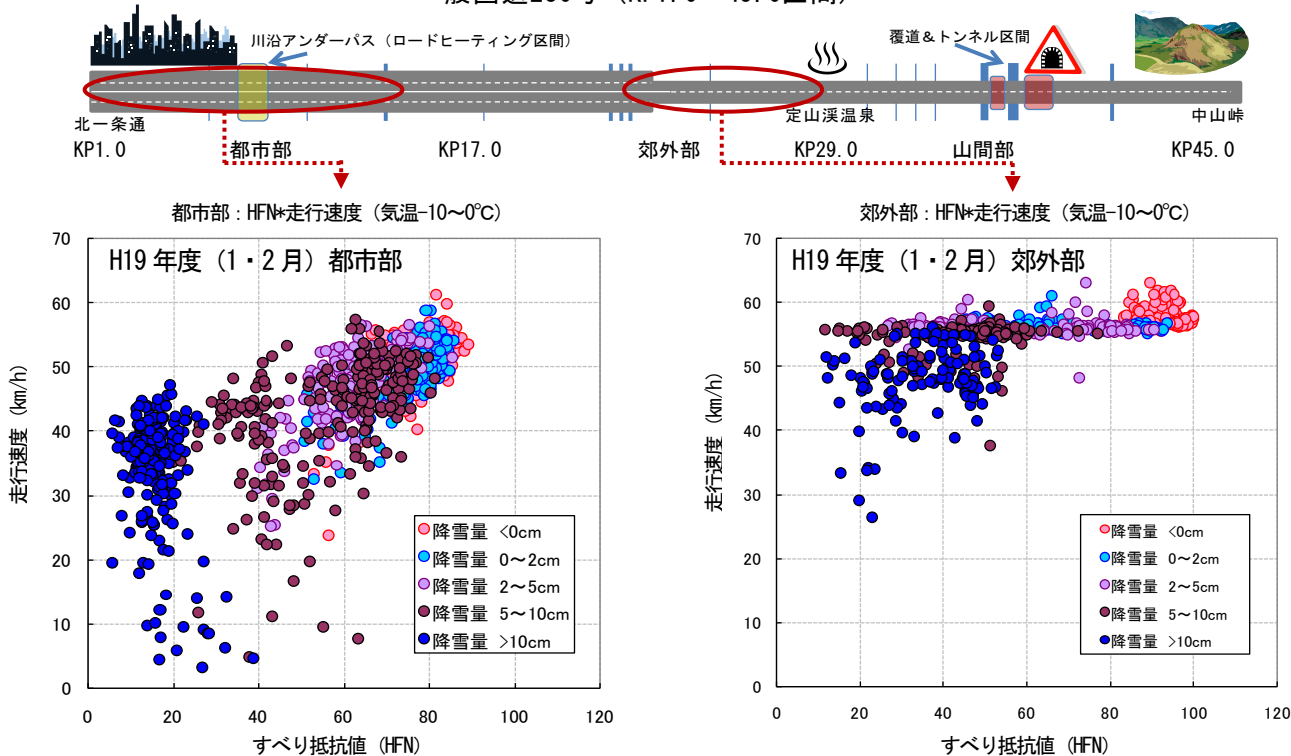 川沿アンダーパス（ロードヒーティング区間）
覆道＆トンネル区間
北一条通
定山渓温泉
中山峠
KP1.0
都市部
KP17.0
郊外部
KP29.0
山間部
KP45.0
都市部：HFN*走行速度（気温-10～0℃）
H19年度（1・2月）都市部
走行速度 (km/h)
70
60
50
40
30
20
10
0
0
20
40
60
80
100
120
すべり抵抗値 (HFN)
降雪量 <0cm
降雪量 0～2cm
降雪量 2～5cm
降雪量 5～10cm
降雪量 >10cm
郊外部：HFN*走行速度（気温-10～0℃）
H19年度（1・2月）郊外部
走行速度 (km/h)
70
60
50
40
30
20
10
0
0
20
40
60
80
100
120
すべり抵抗値 (HFN)
降雪量 <0cm
降雪量 0～2cm
降雪量 2～5cm
降雪量 5～10cm
降雪量 >10cm